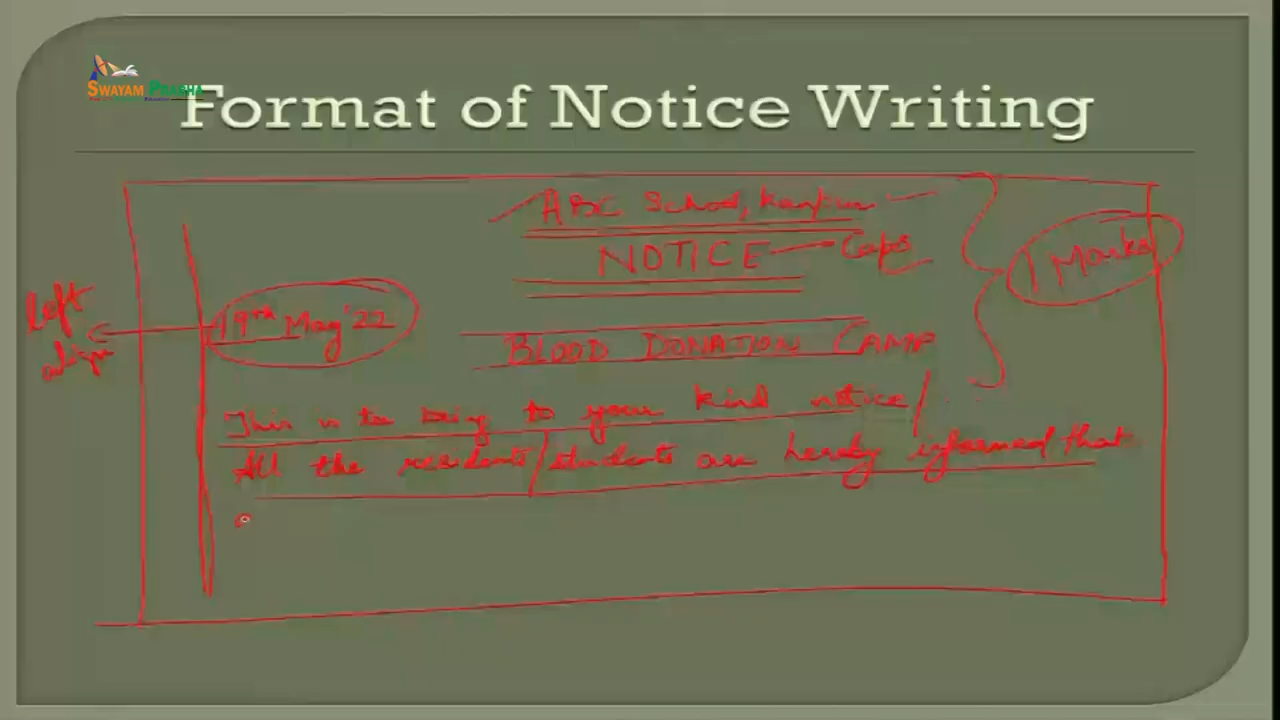 SWAYAM PRABHA
Format of Notice Writing
ABC School, Kanpur
NOTICE → Caps
1 Marks
left
align
19th May '22
BLOOD DONATION CAMP
This is to bring to your kind notice/...
All the residents/students are hereby informed that